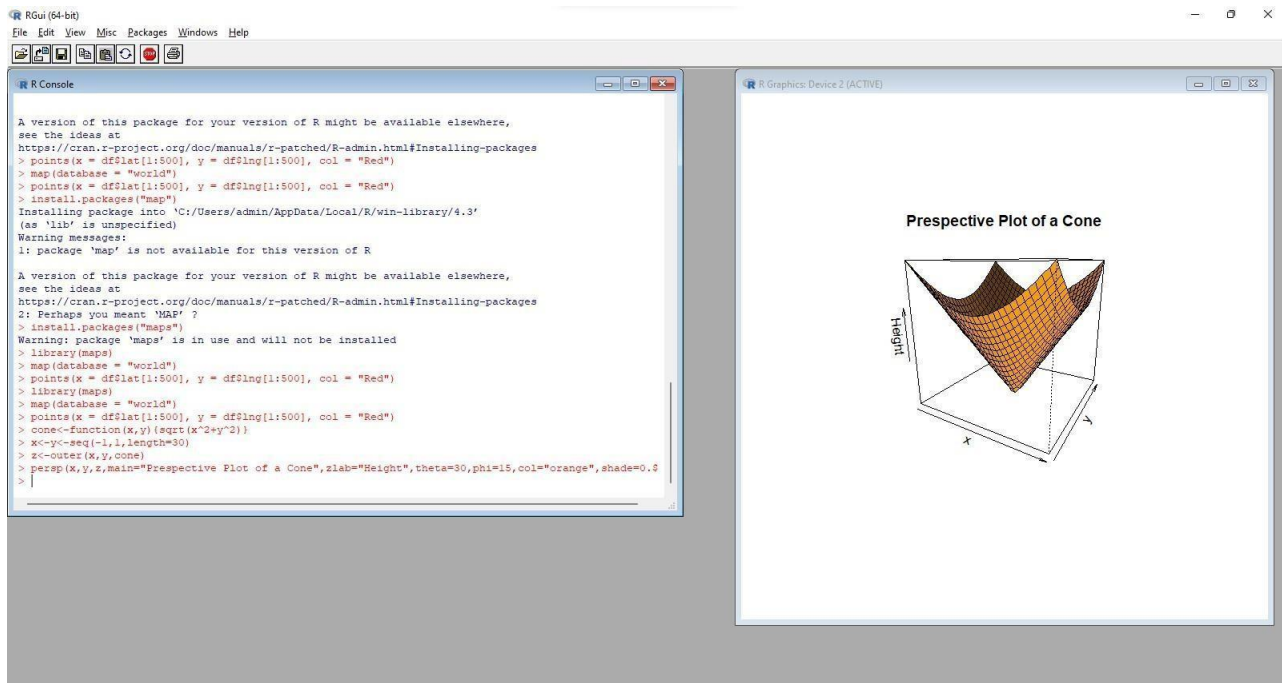 RGui (64-bit)
File Edit View Misc Packages Windows Help
STOP
R Console
A version of this package for your version of R might be available elsewhere,
see the ideas at
https://cran.r-project.org/doc/manuals/r-patched/R-admin.html#Installing-packages
> points(x = df$lat[1:500], y = df$lng[1:500], col = "Red")
> map(database = "world")
> points(x = df$lat[1:500], y = df$lng[1:500], col = "Red")
> install.packages("map")
Installing package into ‘C:/Users/admin/AppData/Local/R/win-library/4.3’
(as ‘lib’ is unspecified)
Warning messages:
1: package ‘map’ is not available for this version of R
A version of this package for your version of R might be available elsewhere,
see the ideas at
https://cran.r-project.org/doc/manuals/r-patched/R-admin.html#Installing-packages
2: Perhaps you meant ‘MAP’ ?
> install.packages("maps")
Warning: package ‘maps’ is in use and will not be installed
> library(maps)
> map(database = "world")
> points(x = df$lat[1:500], y = df$lng[1:500], col = "Red")
> library(maps)
> map(database = "world")
> points(x = df$lat[1:500], y = df$lng[1:500], col = "Red")
> cone<-function(x,y){sqrt(x^2+y^2)}
> x<-y<-seq(-1,1,length=30)
> z<-outer(x,y,cone)
> persp(x,y,z,main="Prespective Plot of a Cone",zlab="Height",theta=30,phi=15,col="orange",shade=0.$
>
R Graphics: Device 2 (ACTIVE)
Prespective Plot of a Cone
Height
x
y